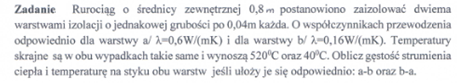 Zadanie Rurociąg o średnicy zewnętrznej 0,8 m postanowiono zaizolować dwiema
warstwami izolacji o jednakowej grubości po 0,04m każda. O współczynnikach przewodzenia
odpowiednio dla warstwy a/ λ=0,6W/(mK) i dla warstwy b/ λ=0,16W/(mK). Temperatury
skrajne są w obu wypadkach takie same i wynoszą 520⁰C oraz 40⁰C. Oblicz gęstość strumienia
ciepła i temperaturę na styku obu warstw jeśli ułoży je się odpowiednio: a-b oraz b-a.